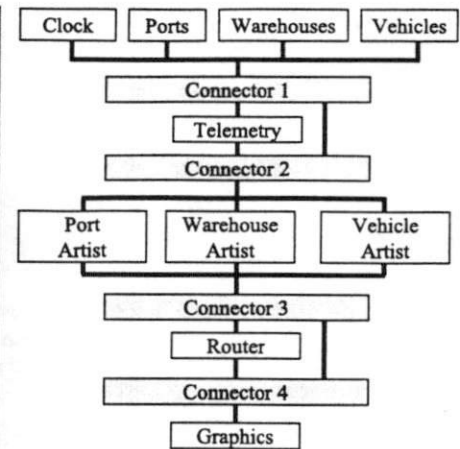 Clock Ports Warehouses Vehicles
Connector 1
Telemetry
Connector 2
Port Warehouse Vehicle
Artist Artist Artist
Connector 3
Router
Connector 4
Graphics